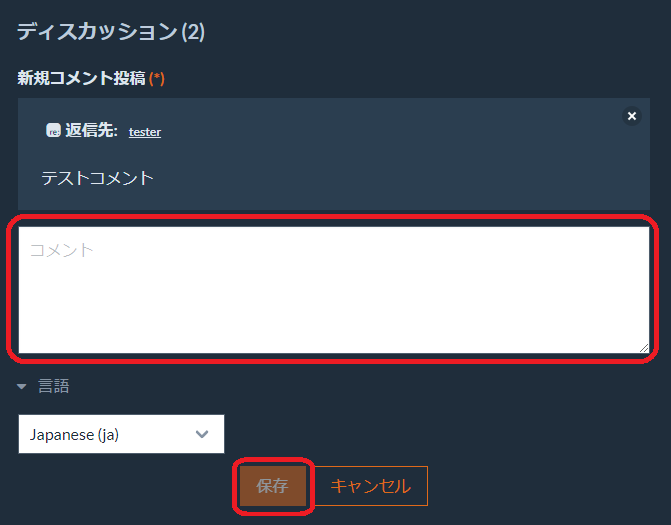 ディスカッション (2)
新規コメント投稿 (*)
re: 返信先: tester
テストコメント
コメント
言語
Japanese (ja)
保存 キャンセル